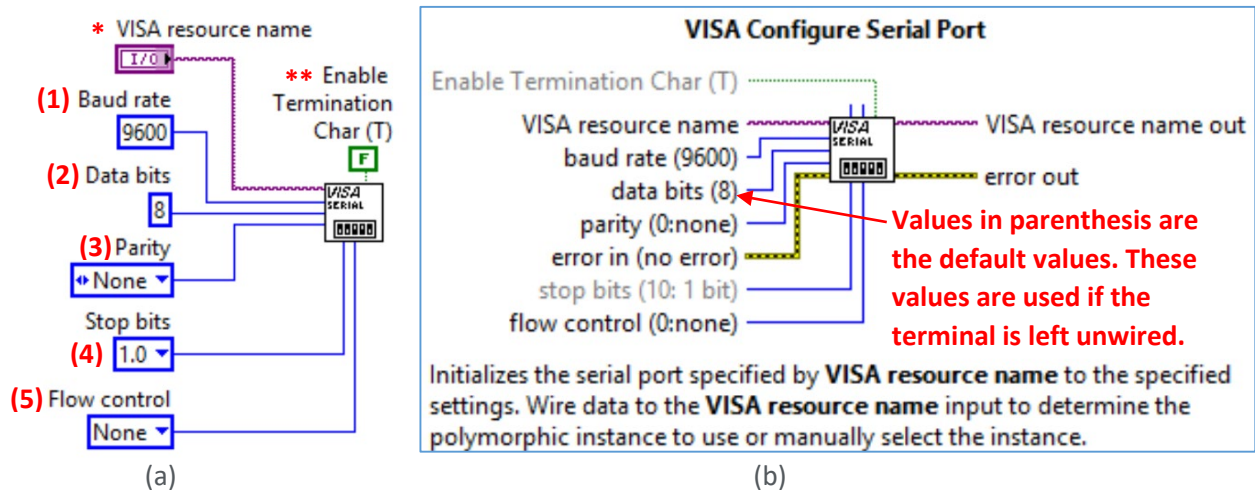 * VISA resource name
I/O
** Enable
Termination
Char (T)
F
(1) Baud rate
9600
(2) Data bits
8
(3) Parity
None
Stop bits
(4) 1.0
(5) Flow control
None
VISA
SERIAL
(a)
VISA Configure Serial Port
Enable Termination Char (T)
VISA resource name
baud rate (9600)
data bits (8)
parity (0:none)
error in (no error)
stop bits (10: 1 bit)
flow control (0:none)
VISA
SERIAL
VISA resource name out
error out
Values in parenthesis are
the default values. These
values are used if the
terminal is left unwired.
Initializes the serial port specified by VISA resource name to the specified
settings. Wire data to the VISA resource name input to determine the
polymorphic instance to use or manually select the instance.
(b)